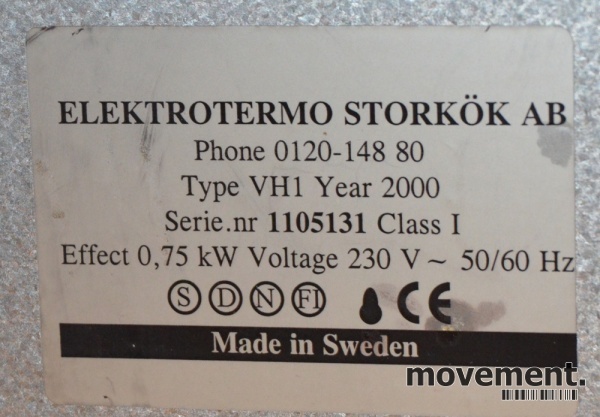 ELEKTROTERMO STORKÖK AB
Phone 0120-148 80
Type VH1 Year 2000
Serie.nr 1105131 Class I
Effect 0,75 kW Voltage 230 V ~ 50/60 Hz
S D N FI CE
Made in Sweden
movement.